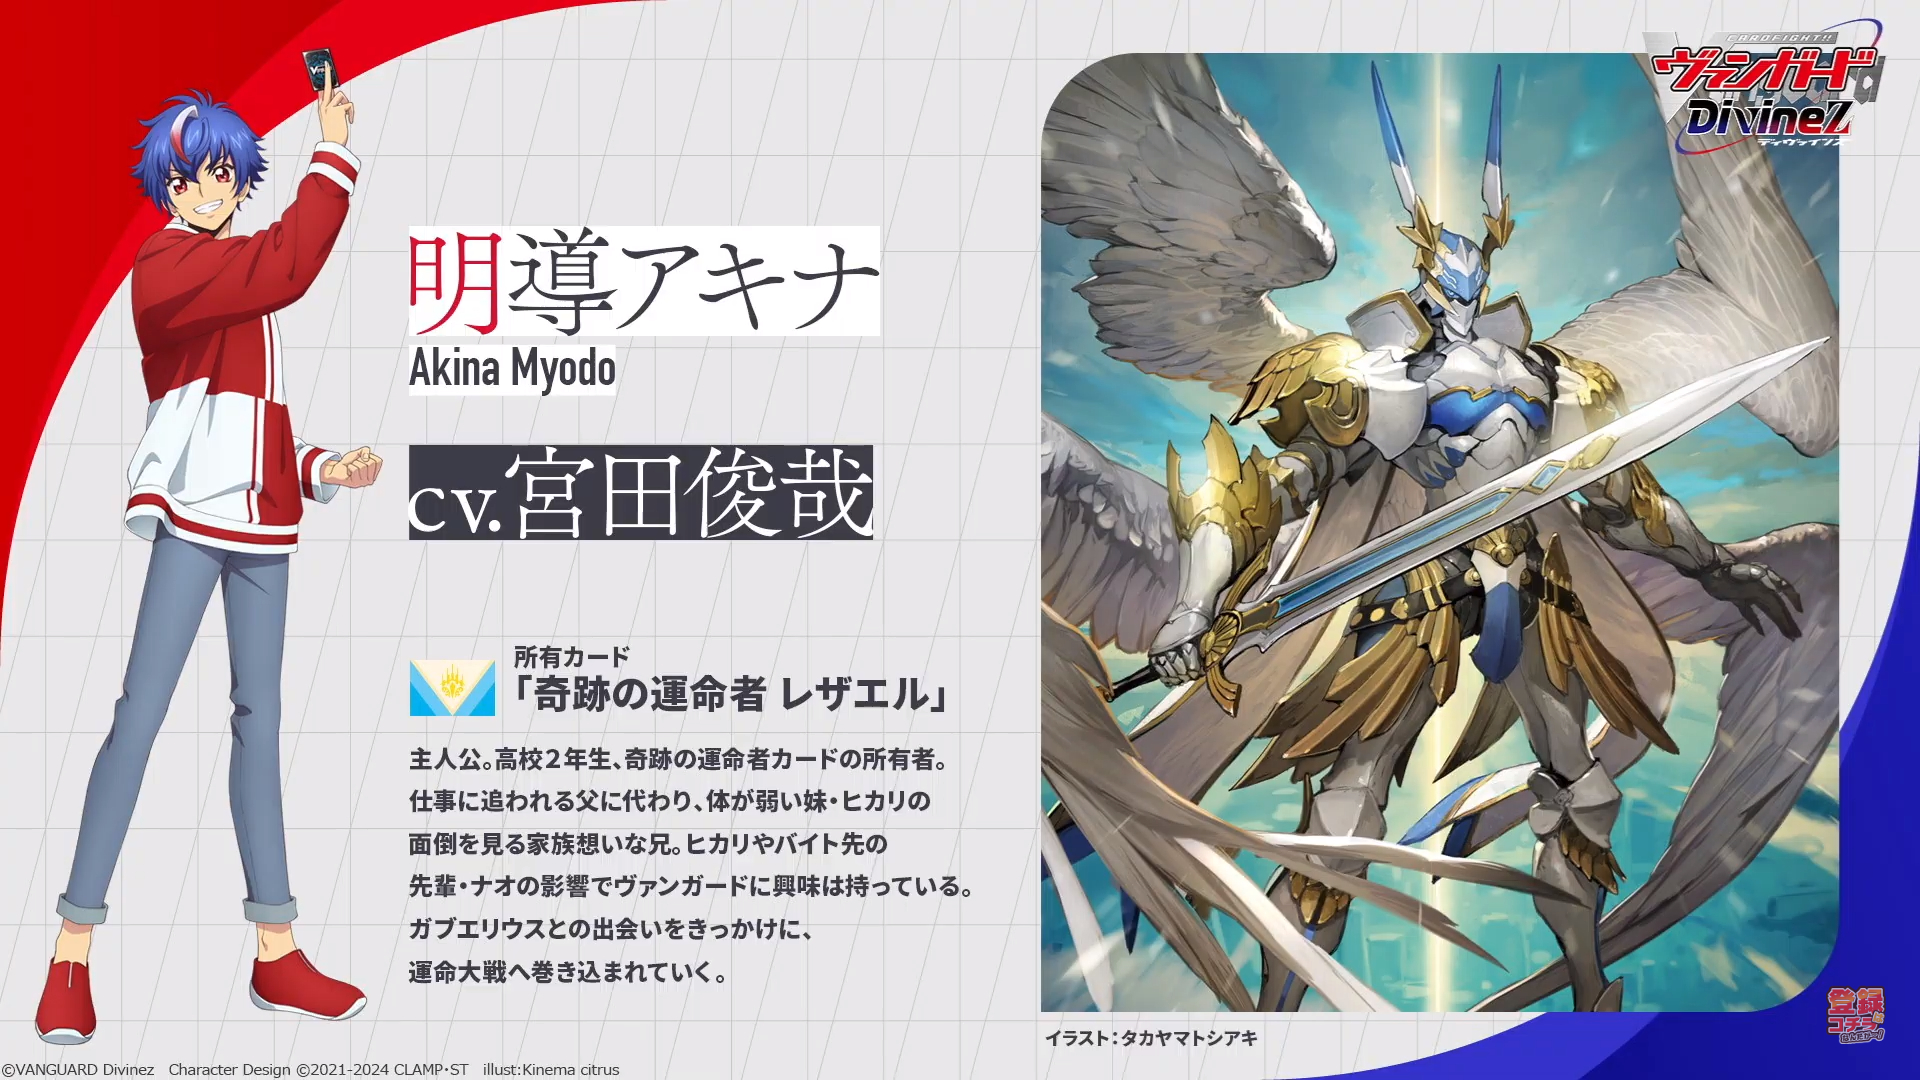 CARDFIGHT!!
ヴァンガード
DivineZ
ディヴァインズ
明導アキナ
Akina Myodo
cv.宮田俊哉
所有カード
「奇跡の運命者 レザエル」
主人公。高校2年生、奇跡の運命者カードの所有者。
仕事に追われる父に代わり、体が弱い妹・ヒカリの
面倒を見る家族想いな兄。ヒカリやバイト先の
先輩・ナオの影響でヴァンガードに興味は持っている。
ガブエリウスとの出会いをきっかけに、
運命大戦へ巻き込まれていく。
イラスト：タカヤマトシアキ
登録は
コチラ
©VANGUARD Divinez Character Design ©2021-2024 CLAMP・ST illust:Kinema citrus